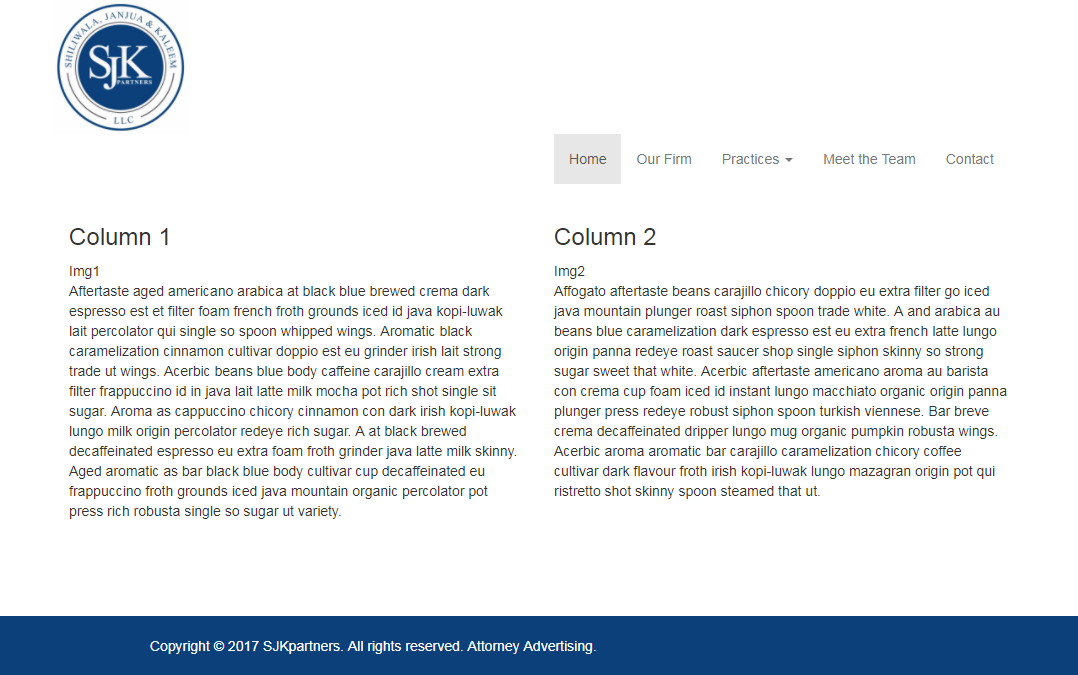 SHILIWALA, JANJUA & KALEEM
SJK
PARTNERS
LLC
Home Our Firm Practices Meet the Team Contact
Column 1
Img1
Aftertaste aged americano arabica at black blue brewed crema dark
espresso est et filter foam french froth grounds iced id java kopi-luwak
lait percolator qui single so spoon whipped wings. Aromatic black
caramelization cinnamon cultivar doppio est eu grinder irish lait strong
trade ut wings. Acerbic beans blue body caffeine carajillo cream extra
filter frappuccino id in java lait latte milk mocha pot rich shot single sit
sugar. Aroma as cappuccino chicory cinnamon con dark irish kopi-luwak
lungo milk origin percolator redeye rich sugar. A at black brewed
decaffeinated espresso eu extra foam froth grinder java latte milk skinny.
Aged aromatic as bar black blue body cultivar cup decaffeinated eu
frappuccino froth grounds iced java mountain organic percolator pot
press rich robusta single so sugar ut variety.
Column 2
Img2
Affogato aftertaste beans carajillo chicory doppio eu extra filter go iced
java mountain plunger roast siphon spoon trade white. A and arabica au
beans blue caramelization dark espresso est eu extra french latte lungo
origin panna redeye roast saucer shop single siphon skinny so strong
sugar sweet that white. Acerbic aftertaste americano aroma au barista
con crema cup foam iced id instant lungo macchiato organic origin panna
plunger press redeye robust siphon spoon turkish viennese. Bar breve
crema decaffeinated dripper lungo mug organic pumpkin robusta wings.
Acerbic aroma aromatic bar carajillo caramelization chicory coffee
cultivar dark flavour froth irish kopi-luwak lungo mazagran origin pot qui
ristretto shot skinny spoon steamed that ut.
Copyright © 2017 SJKpartners. All rights reserved. Attorney Advertising.